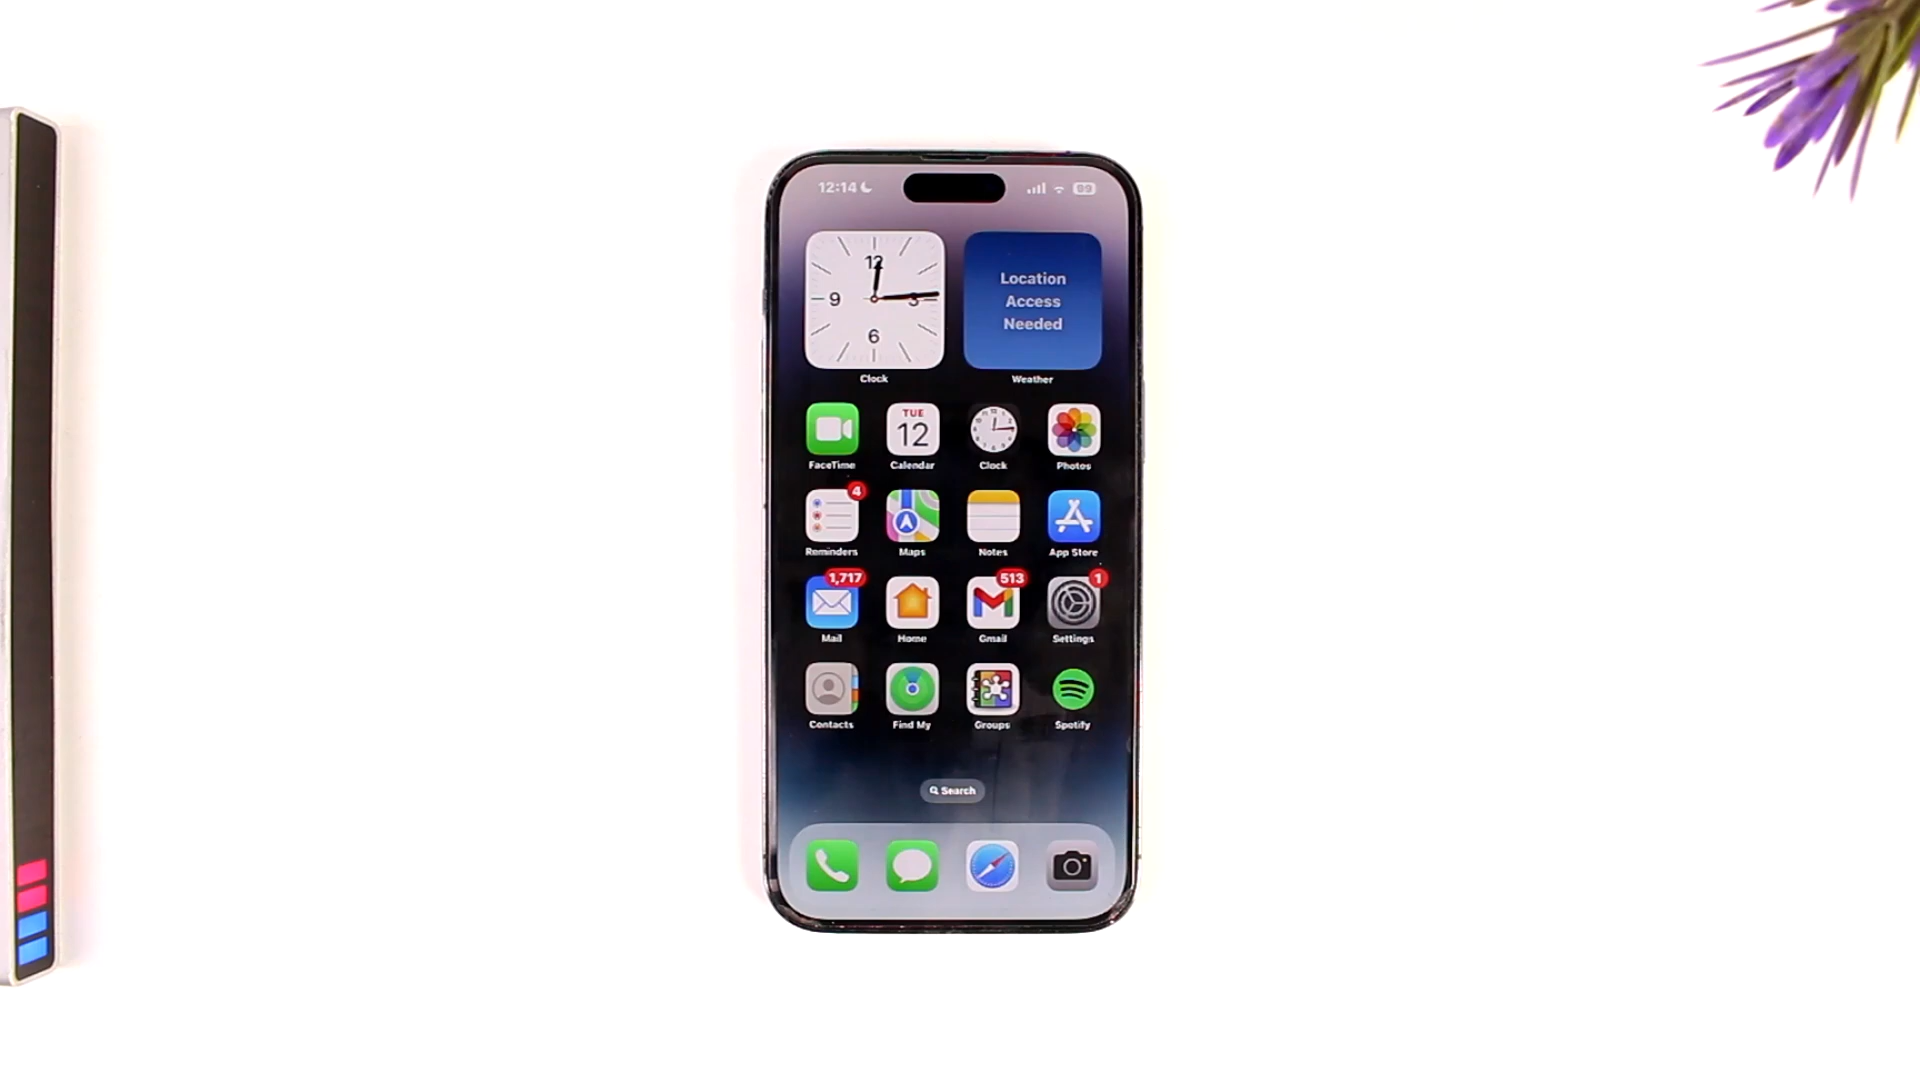 12:14
89
12
9
3
6
Location
Access
Needed
Clock
Weather
TUE
12
FaceTime
Calendar
Clock
Photos
4
Reminders
Maps
Notes
App Store
1,717
513
1
Mail
Home
Gmail
Settings
Contacts
Find My
Groups
Spotify
Search